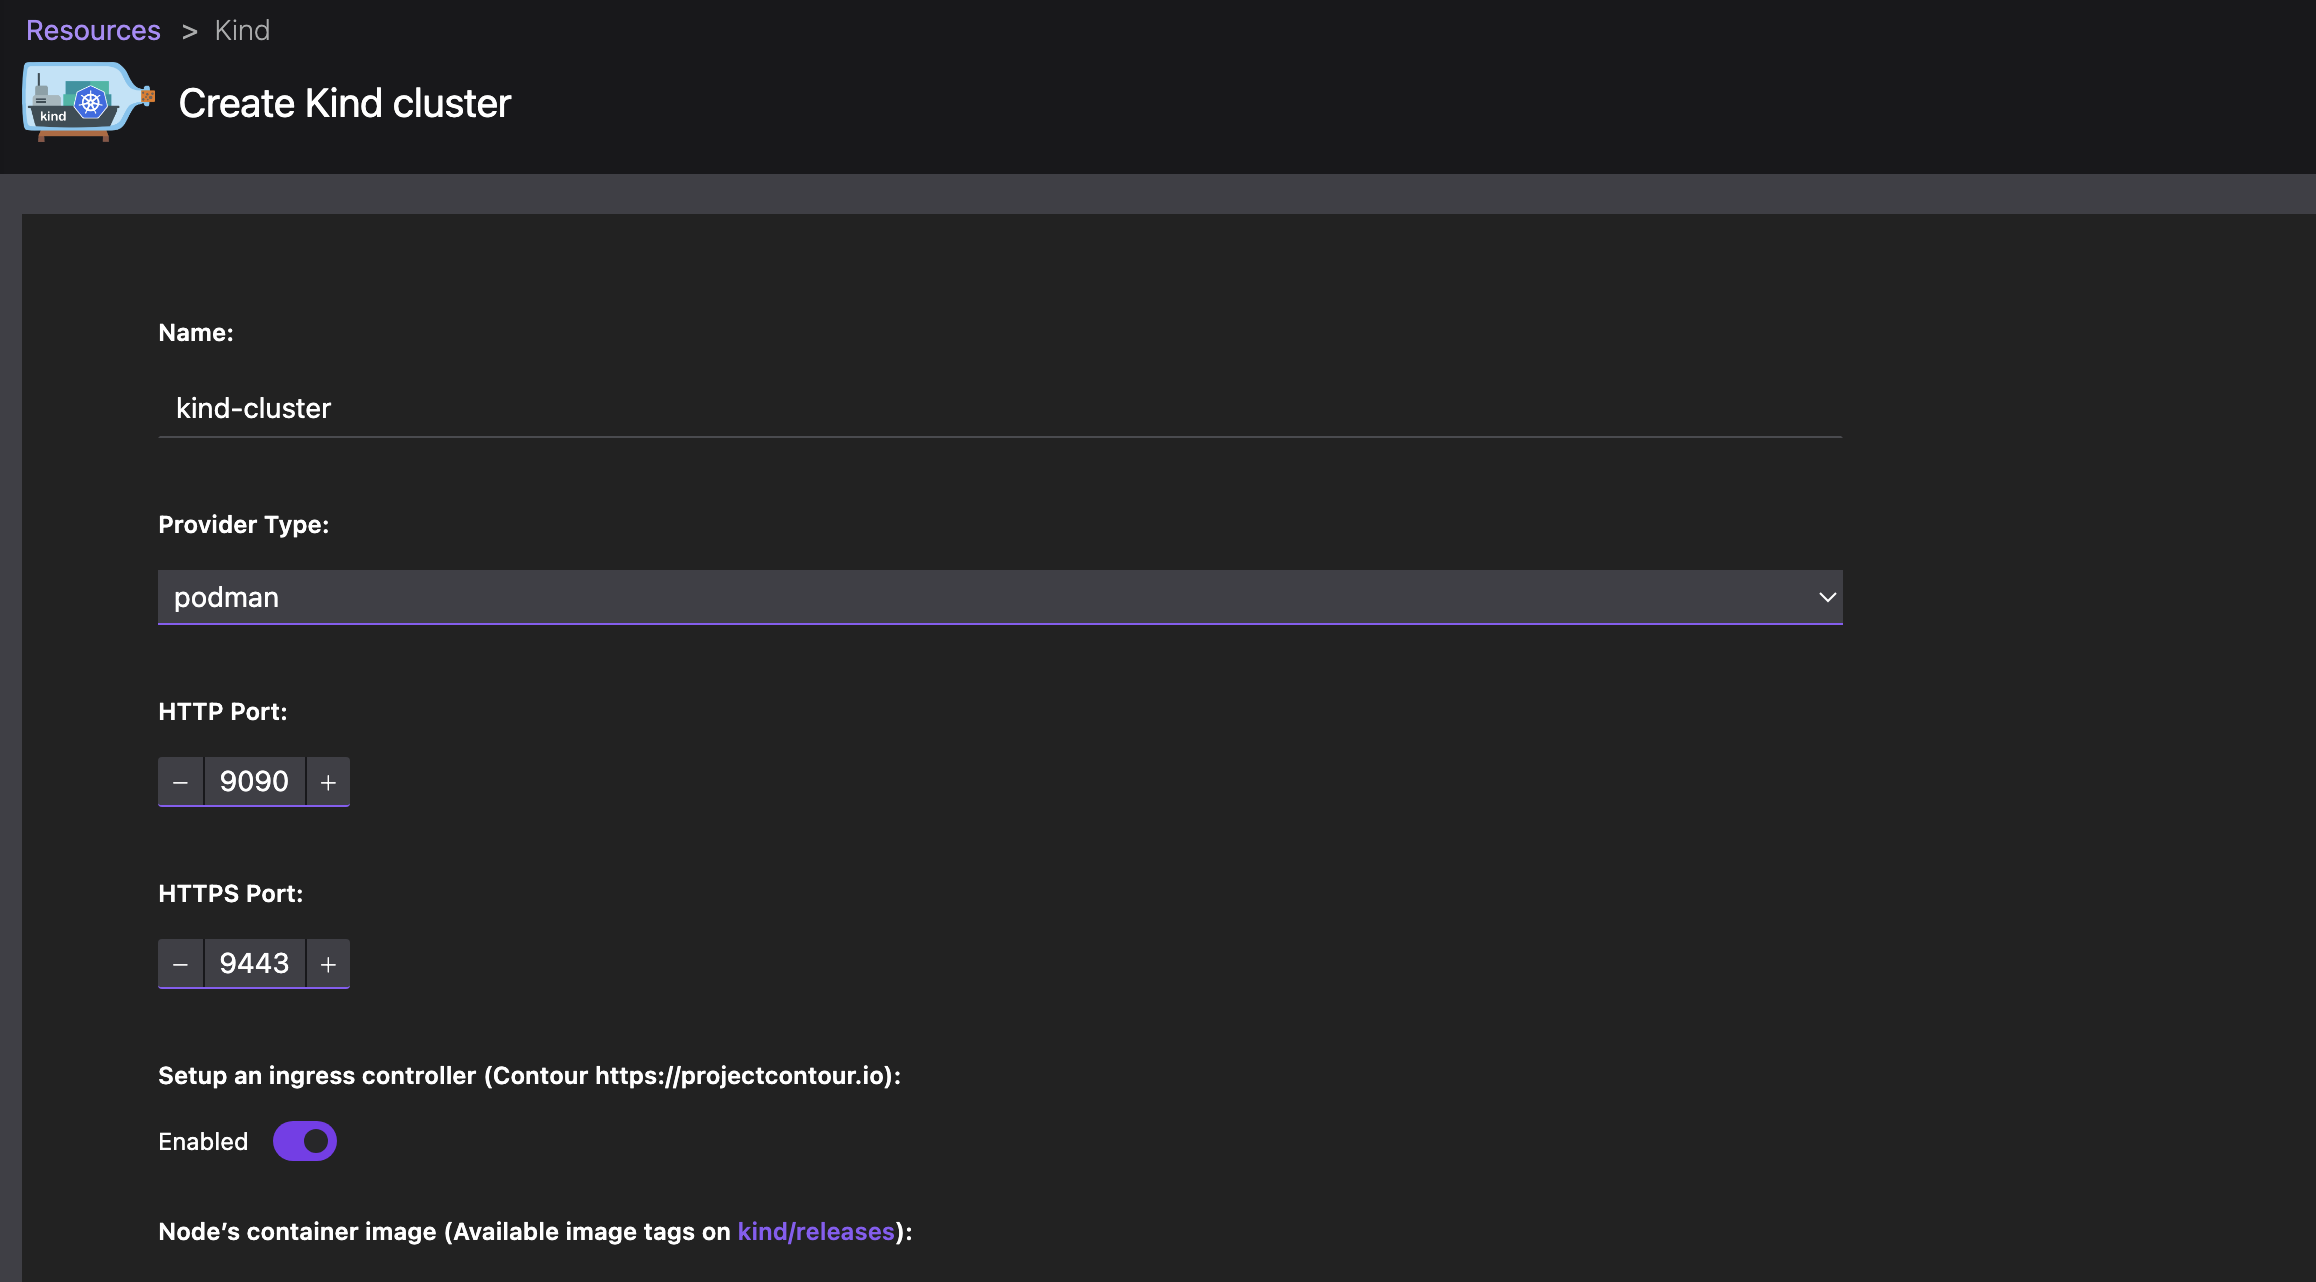 Resources > Kind
kind
Create Kind cluster
Name:
kind-cluster
Provider Type:
podman
HTTP Port:
− 9090 +
HTTPS Port:
− 9443 +
Setup an ingress controller (Contour https://projectcontour.io):
Enabled
Node’s container image (Available image tags on kind/releases):